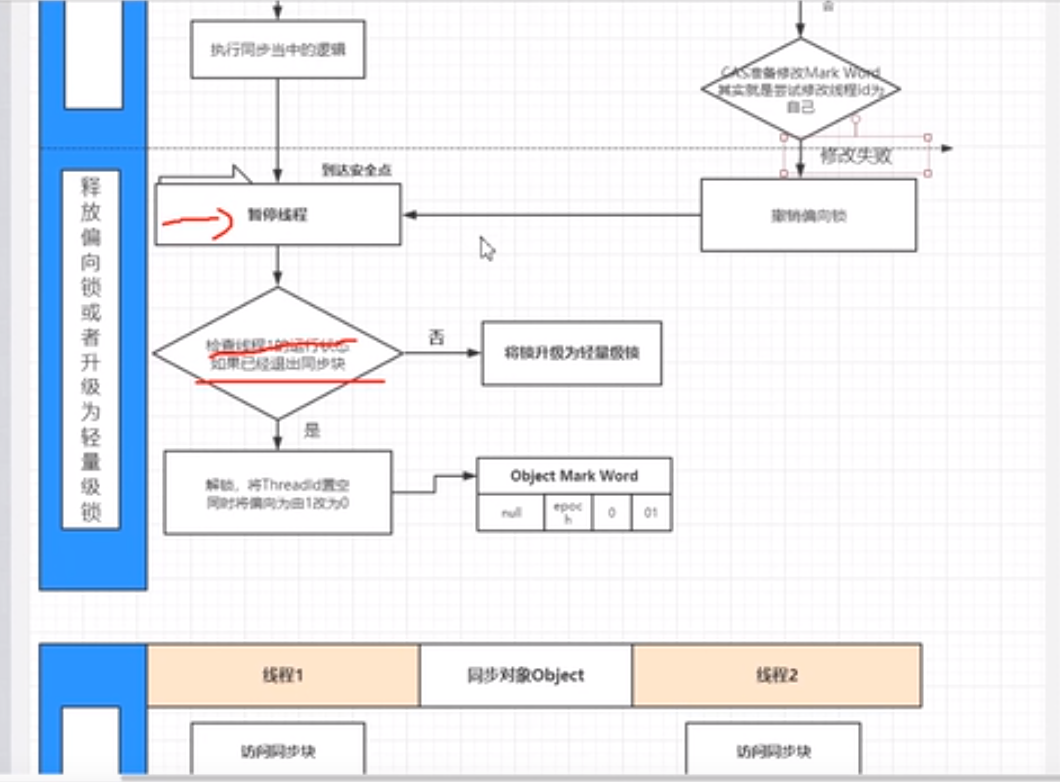 否
执行同步当中的逻辑
CAS准备修改Mark Word
其实就是尝试修改线程id为
自己
修改失败
释放偏向锁或者升级为轻量级锁
到达安全点
暂停线程
撤销偏向锁
检查线程1的运行状态
如果已经退出同步块
否
将锁升级为轻量级锁
是
解锁，将ThreadId置空
同时将偏向为由1改为0
Object Mark Word
null
epoc
h
0
01
线程1
同步对象Object
线程2
访问同步块
访问同步块